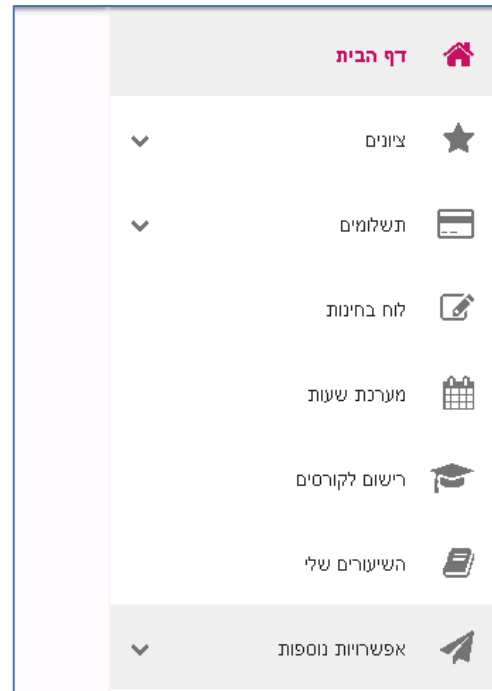 דף הבית
ציונים
תשלומים
לוח בחינות
מערכת שעות
רישום לקורסים
השיעורים שלי
אפשרויות נוספות